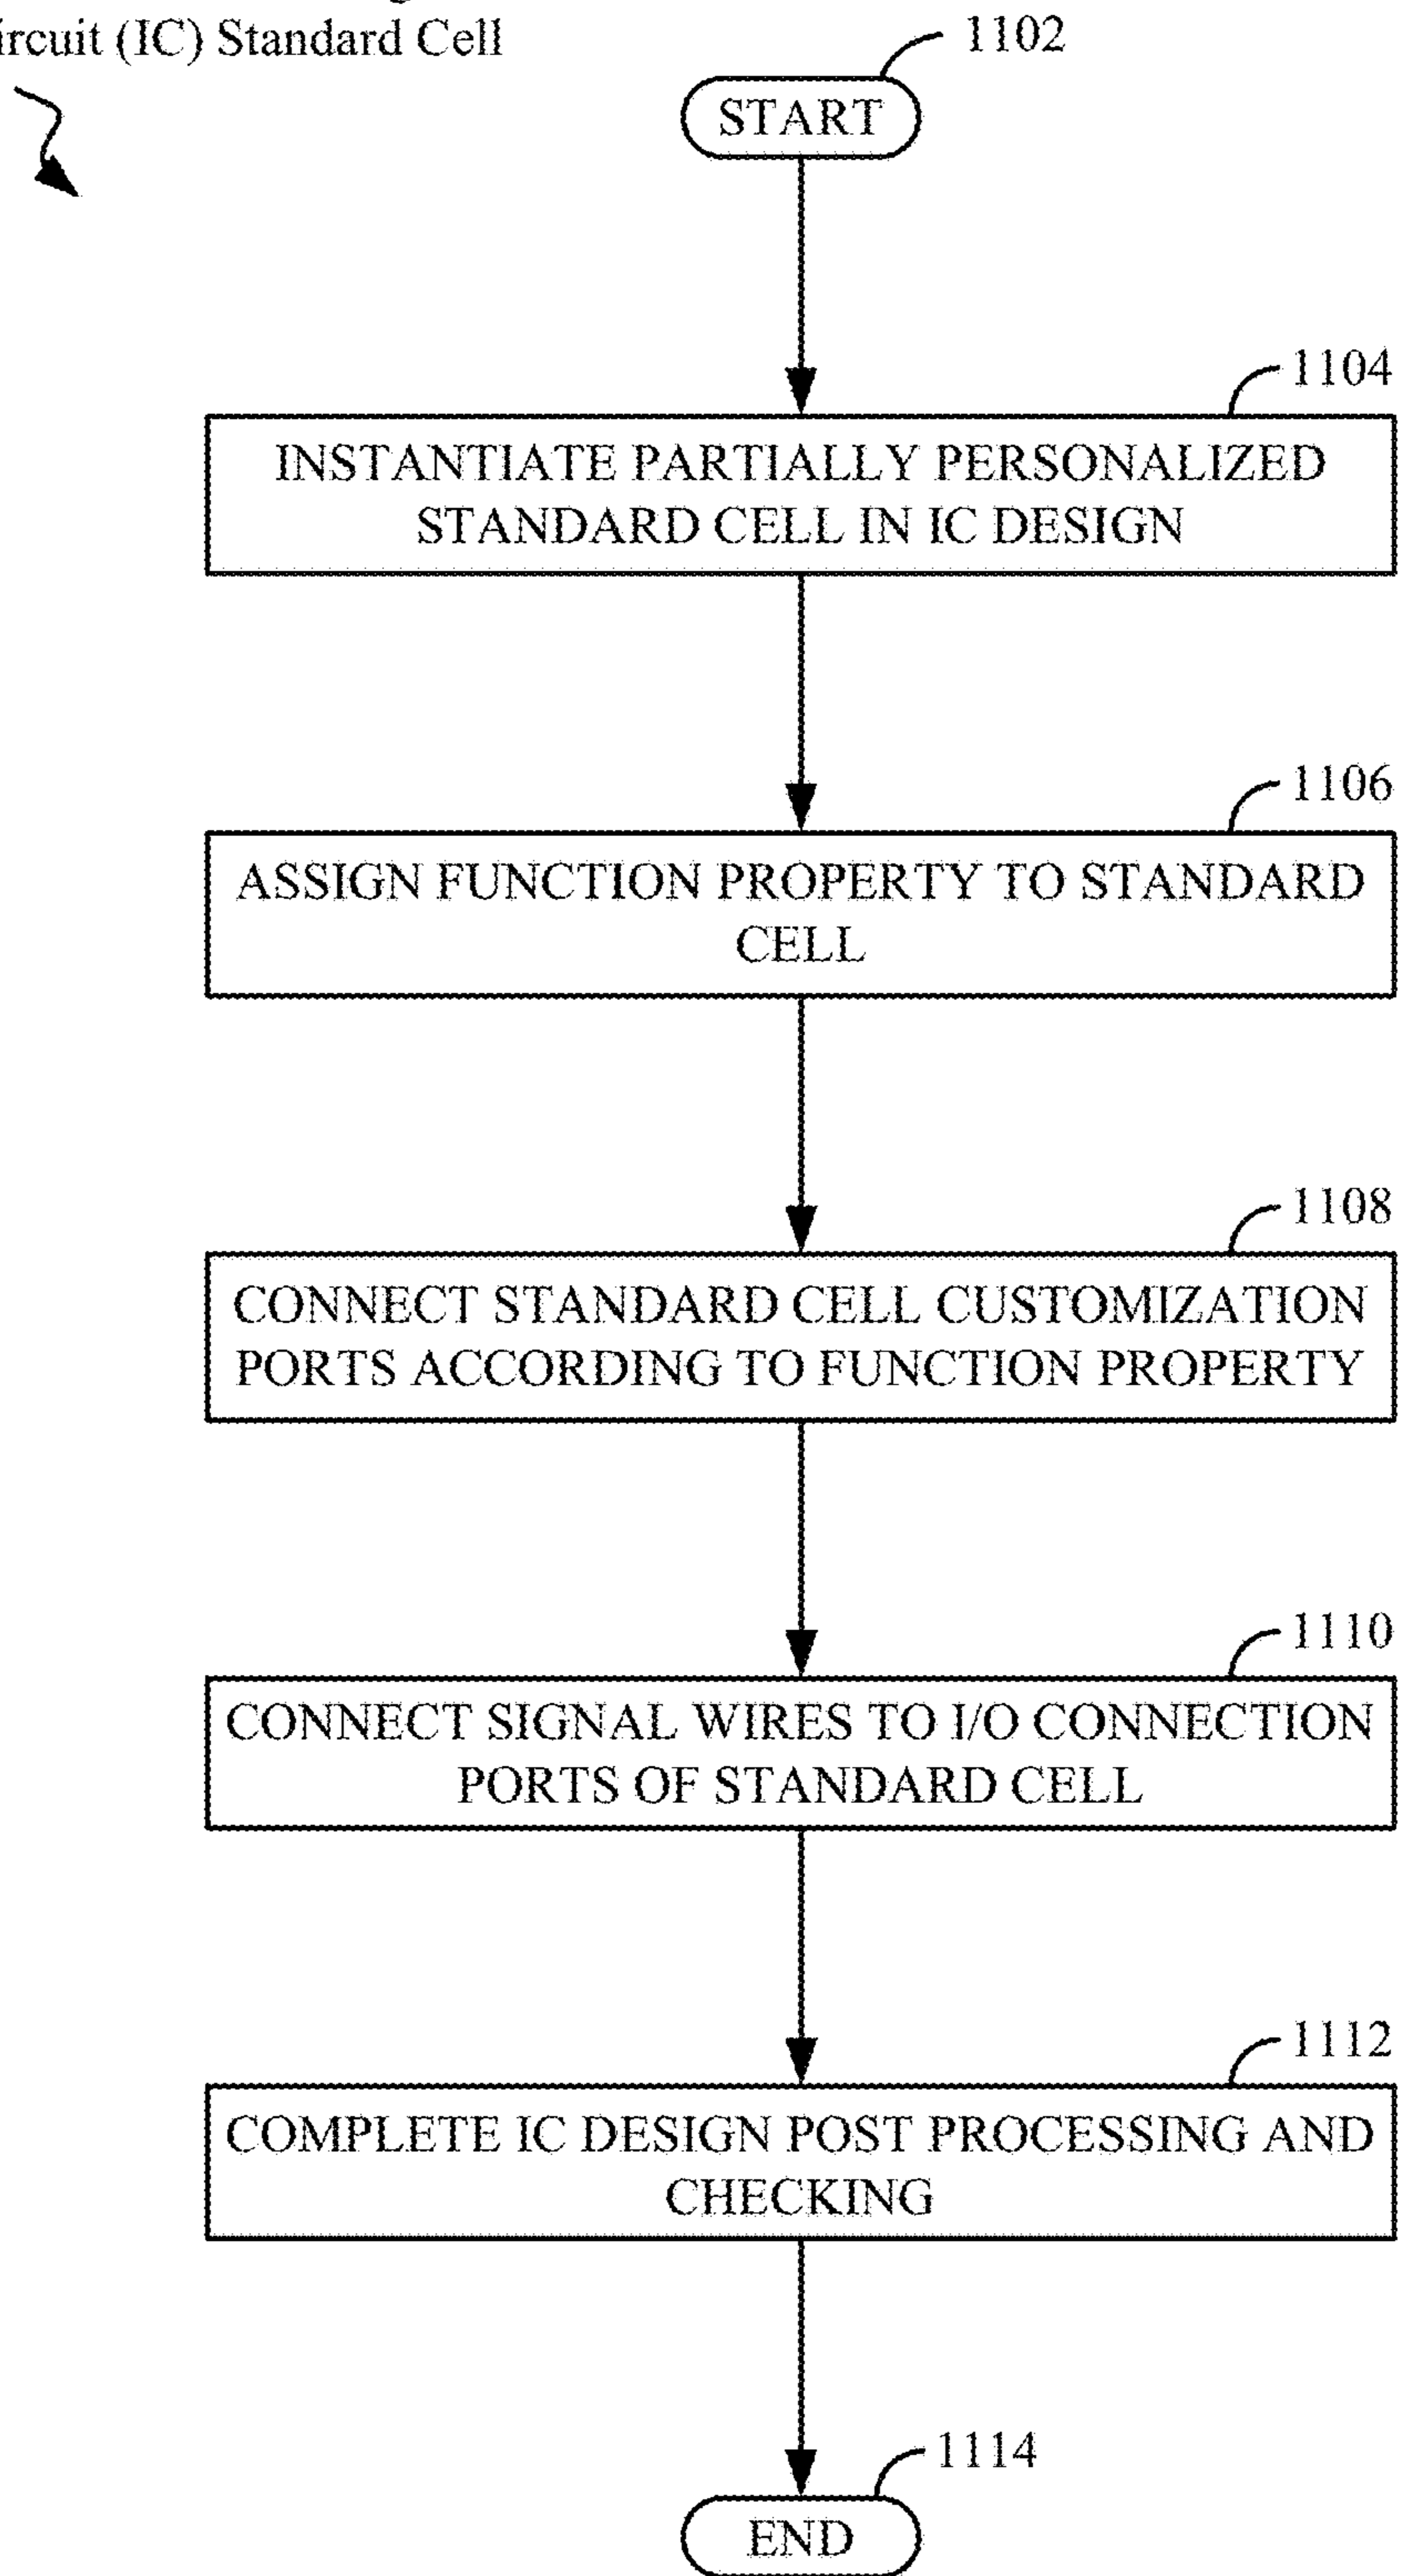 (IC) Standard Cell
1102
START
1104
INSTANTIATE PARTIALLY PERSONALIZED
STANDARD CELL IN IC DESIGN
1106
ASSIGN FUNCTION PROPERTY TO STANDARD
CELL
1108
CONNECT STANDARD CELL CUSTOMIZATION
PORTS ACCORDING TO FUNCTION PROPERTY
1110
CONNECT SIGNAL WIRES TO I/O CONNECTION
PORTS OF STANDARD CELL
1112
COMPLETE IC DESIGN POST PROCESSING AND
CHECKING
1114
END